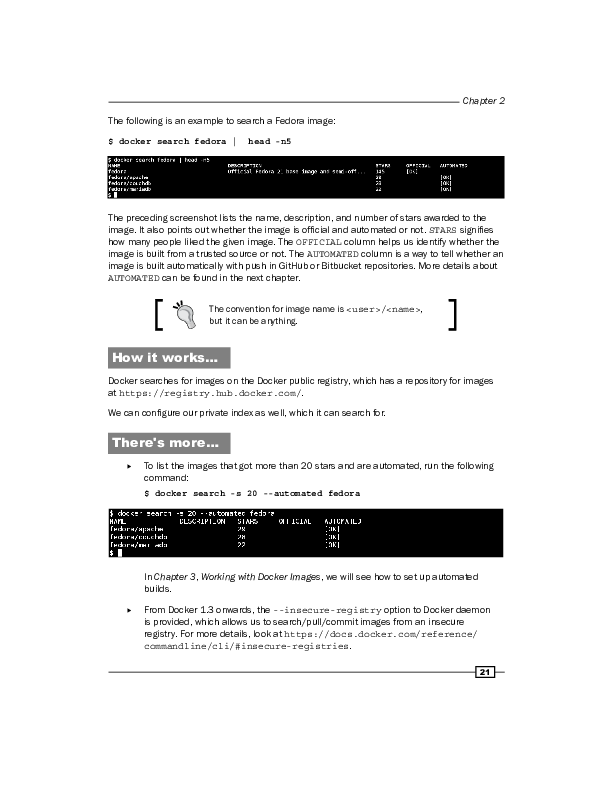 Chapter 2
The following is an example to search a Fedora image:
$ docker search fedora |  head -n5
$ docker search fedora | head -n5
NAME DESCRIPTION STARS OFFICIAL AUTOMATED
fedora Official Fedora 21 base image and semi-off... 145 [OK]
fedora/apache 29 [OK]
fedora/couchdb 23 [OK]
fedora/mariadb 22 [OK]
$
The preceding screenshot lists the name, description, and number of stars awarded to the
image. It also points out whether the image is official and automated or not. STARS signifies
how many people liked the given image. The OFFICIAL column helps us identify whether the
image is built from a trusted source or not. The AUTOMATED column is a way to tell whether an
image is built automatically with push in GitHub or Bitbucket repositories. More details about
AUTOMATED can be found in the next chapter.
The convention for image name is <user>/<name>,
but it can be anything.
How it works...
Docker searches for images on the Docker public registry, which has a repository for images
at https://registry.hub.docker.com/.
We can configure our private index as well, which it can search for.
There's more...
To list the images that got more than 20 stars and are automated, run the following
command:
$ docker search -s 20 --automated fedora
$ docker search -s 20 --automated fedora
NAME DESCRIPTION STARS OFFICIAL AUTOMATED
fedora/apache 29 [OK]
fedora/couchdb [OK]
fedora/mariadb 22 [OK]
$
In Chapter 3, Working with Docker Images, we will see how to set up automated
builds.
From Docker 1.3 onwards, the --insecure-registry option to Docker daemon
is provided, which allows us to search/pull/commit images from an insecure
registry. For more details, look at https://docs.docker.com/reference/
commandline/cli/#insecure-registries.
21